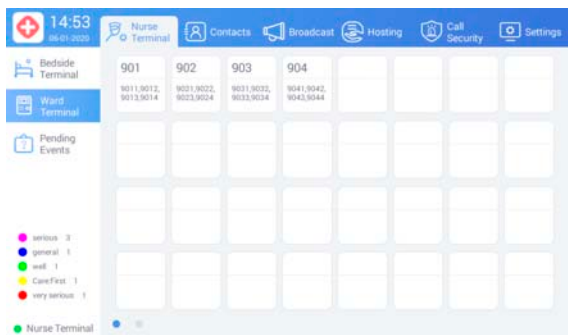 14:53
06-01-2020
Nurse
Terminal
Contacts
Broadcast
Hosting
Call
Security
Settings
Bedside
Terminal
Ward
Terminal
Pending
Events
901
9011,9012,
9013,9014
902
9021,9022,
9023,9024
903
9031,9032,
9033,9034
904
9041,9042,
9043,9044
serious 3
general 1
well 1
Care First 1
very serious 1
Nurse Terminal